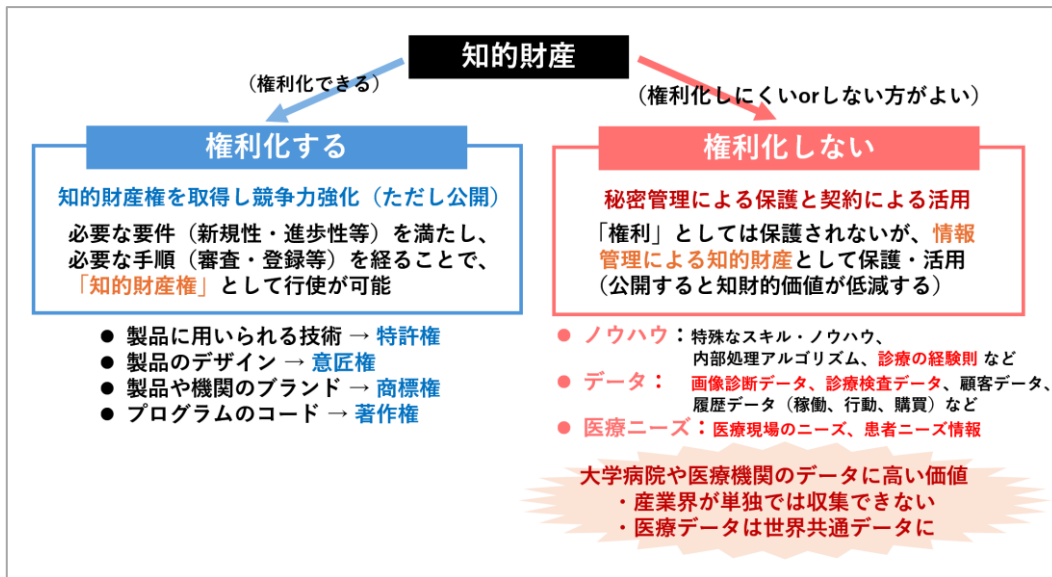 知的財産
（権利化できる）
（権利化しにくいorしない方がよい）
権利化する
知的財産権を取得し競争力強化（ただし公開）
必要な要件（新規性・進歩性等）を満たし、
必要な手順（審査・登録等）を経ることで、
「知的財産権」として行使が可能
● 製品に用いられる技術 → 特許権
● 製品のデザイン → 意匠権
● 製品や機関のブランド → 商標権
● プログラムのコード → 著作権
権利化しない
秘密管理による保護と契約による活用
「権利」としては保護されないが、情報
管理による知的財産として保護・活用
（公開すると知財的価値が低減する）
● ノウハウ：特殊なスキル・ノウハウ、
内部処理アルゴリズム、診療の経験則 など
● データ： 画像診断データ、診療検査データ、顧客データ、
履歴データ（稼働、行動、購買）など
● 医療ニーズ：医療現場のニーズ、患者ニーズ情報
大学病院や医療機関のデータに高い価値
・産業界が単独では収集できない
・医療データは世界共通データに